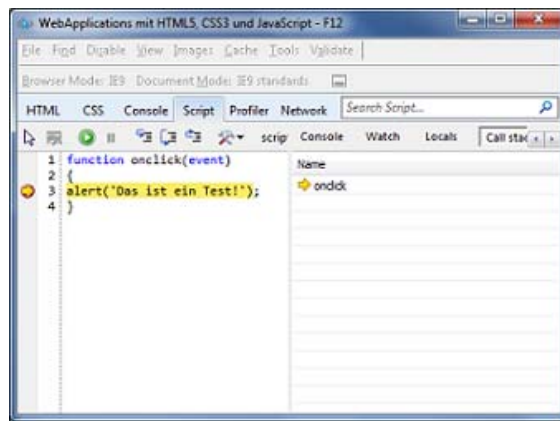 WebApplications mit HTML5, CSS3 und JavaScript - F12
File Find Disable View Images Cache Tools Validate
Browser Mode: IE9 Document Mode: IE9 standards
HTML CSS Console Script Profiler Network Search Script...
scrip Console Watch Locals Call stac
1 function onclick(event)
2 {
3 alert("Das ist ein Test!");
4 }
Name
onclick